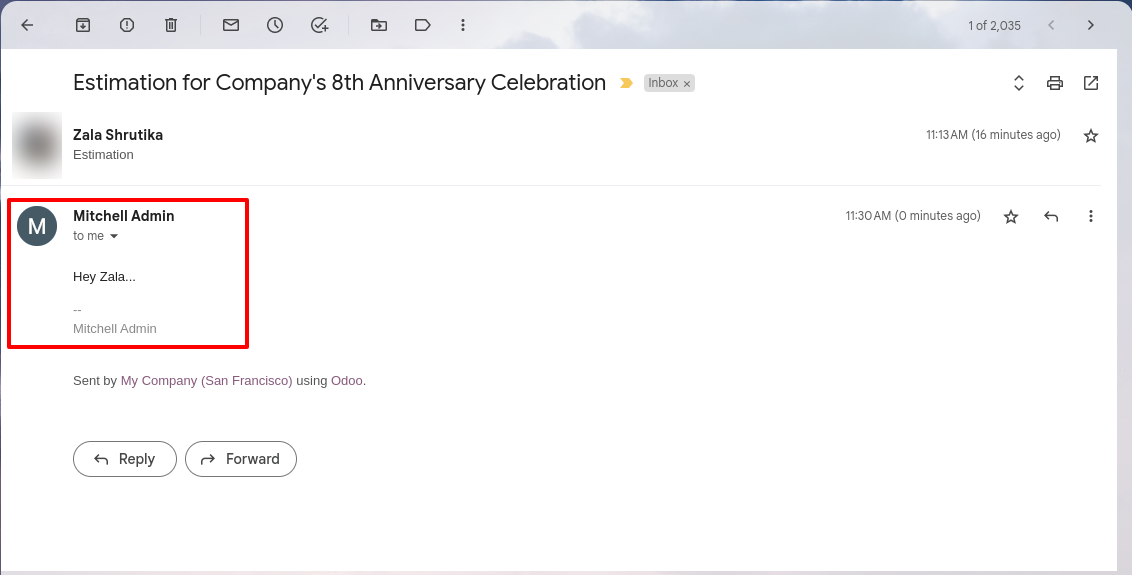 1 of 2,035
Estimation for Company's 8th Anniversary Celebration Inbox ×
Zala Shrutika 11:13 AM (16 minutes ago)
Estimation
M Mitchell Admin 11:30 AM (0 minutes ago)
to me
Hey Zala...
--
Mitchell Admin
Sent by My Company (San Francisco) using Odoo.
Reply Forward